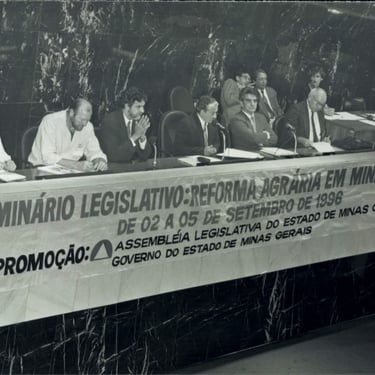 MINÁRIO LEGISLATIVO: REFORMA AGRÁRIA EM MIN
DE 02 A 05 DE SETEMBRO DE 1996
PROMOÇÃO: ASSEMBLÉIA LEGISLATIVA DO ESTADO DE MINAS G
GOVERNO DO ESTADO DE MINAS GERAIS